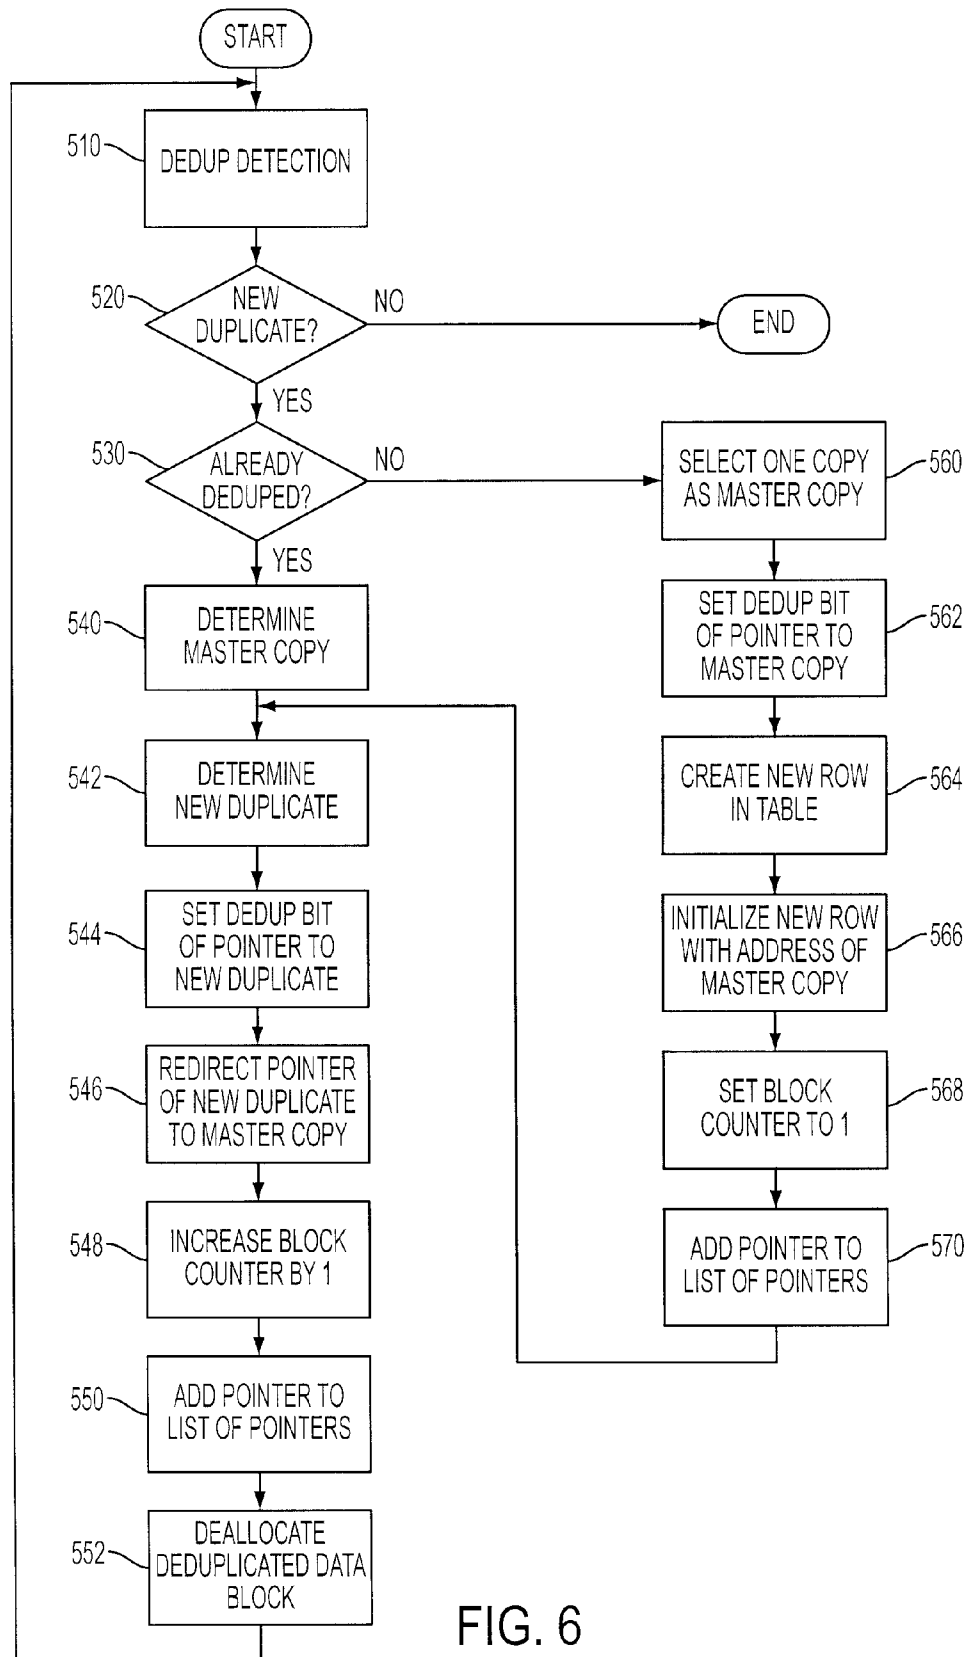 START
510
DEDUP DETECTION
520
NEW
DUPLICATE?
NO
END
YES
530
ALREADY
DEDUPED?
NO
YES
540
DETERMINE
MASTER COPY
542
DETERMINE
NEW DUPLICATE
544
SET DEDUP BIT
OF POINTER TO
NEW DUPLICATE
546
REDIRECT POINTER
OF NEW DUPLICATE
TO MASTER COPY
548
INCREASE BLOCK
COUNTER BY 1
550
ADD POINTER TO
LIST OF POINTERS
552
DEALLOCATE
DEDUPLICATED DATA
BLOCK
SELECT ONE COPY
AS MASTER COPY
560
SET DEDUP BIT
OF POINTER TO
MASTER COPY
562
CREATE NEW ROW
IN TABLE
564
INITIALIZE NEW ROW
WITH ADDRESS OF
MASTER COPY
566
SET BLOCK
COUNTER TO 1
568
ADD POINTER TO
LIST OF POINTERS
570
FIG. 6